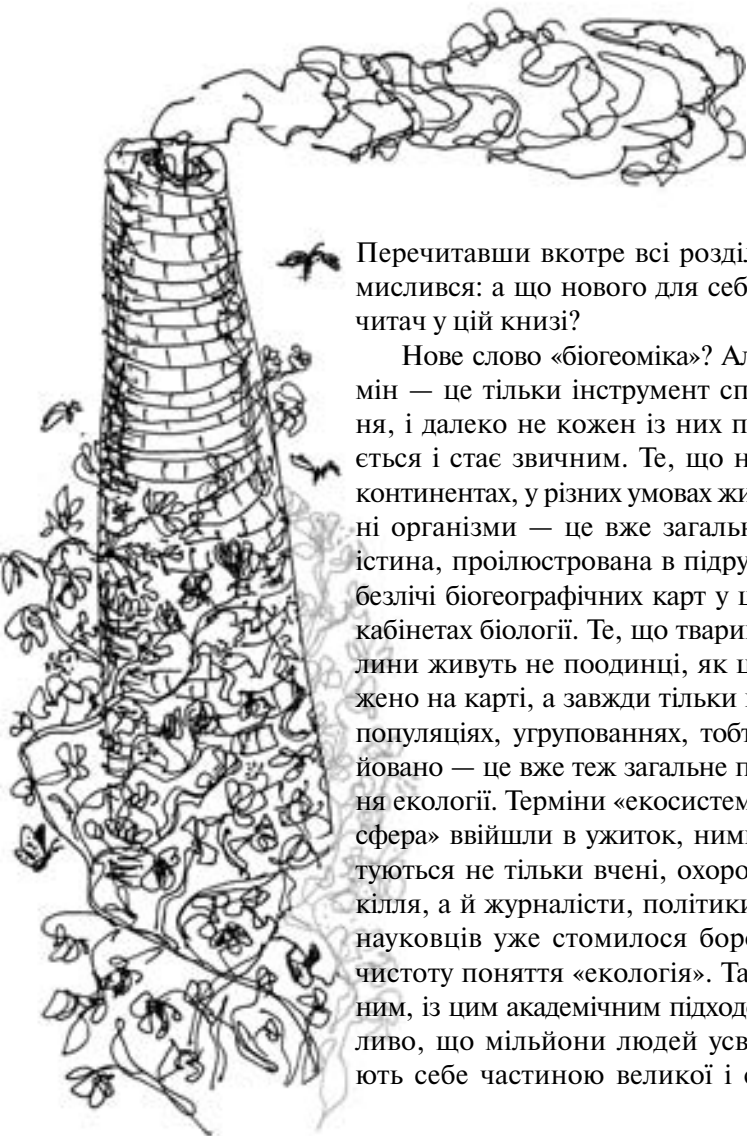 Перечитавши вкотре всі розділ
мислився: а що нового для себ
читач у цій книзі?
Нове слово «біогеоміка»? Ал
мін — це тільки інструмент сп
ня, і далеко не кожен із них п
ється і стає звичним. Те, що н
континентах, у різних умовах жи
ні організми — це вже загальн
істина, проілюстрована в підру
безлічі біогеографічних карт у ш
кабінетах біології. Те, що твари
лини живуть не поодинці, як ц
жено на карті, а завжди тільки
популяціях, угрупованнях, тобт
йовано — це вже теж загальне п
ня екології. Терміни «екосистем
сфера» ввійшли в ужиток, ним
туються не тільки вчені, охоро
кілля, а й журналісти, політики
науковців уже стомилося бор
чистоту поняття «екологія». Та
ним, із цим академічним підход
ливо, що мільйони людей усв
ють себе частиною великої і